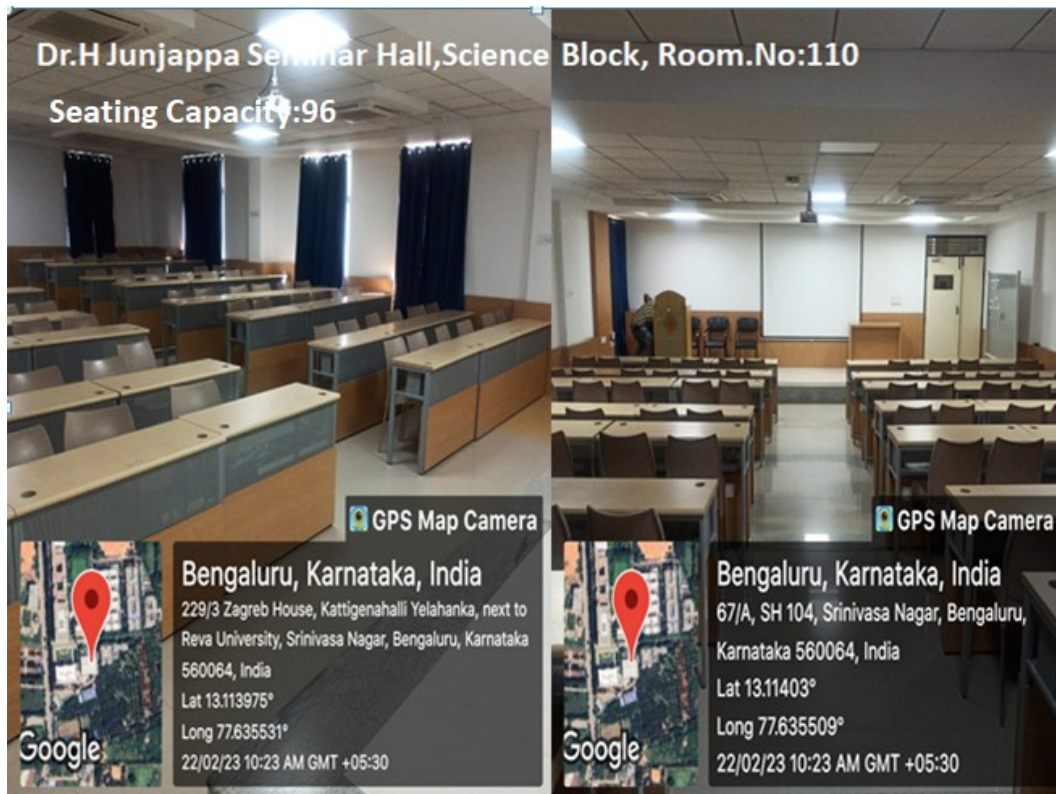 Dr.H Junjappa Seminar Hall,Science Block, Room.No:110
Seating Capacity:96
GPS Map Camera
Bengaluru, Karnataka, India
229/3 Zagreb House, Kattigenahalli Yelahanka, next to
Reva University, Srinivasa Nagar, Bengaluru, Karnataka
560064, India
Lat 13.113975°
Long 77.635531°
22/02/23 10:23 AM GMT +05:30
Google
GPS Map Camera
Bengaluru, Karnataka, India
67/A, SH 104, Srinivasa Nagar, Bengaluru,
Karnataka 560064, India
Lat 13.11403°
Long 77.635509°
22/02/23 10:23 AM GMT +05:30
Google